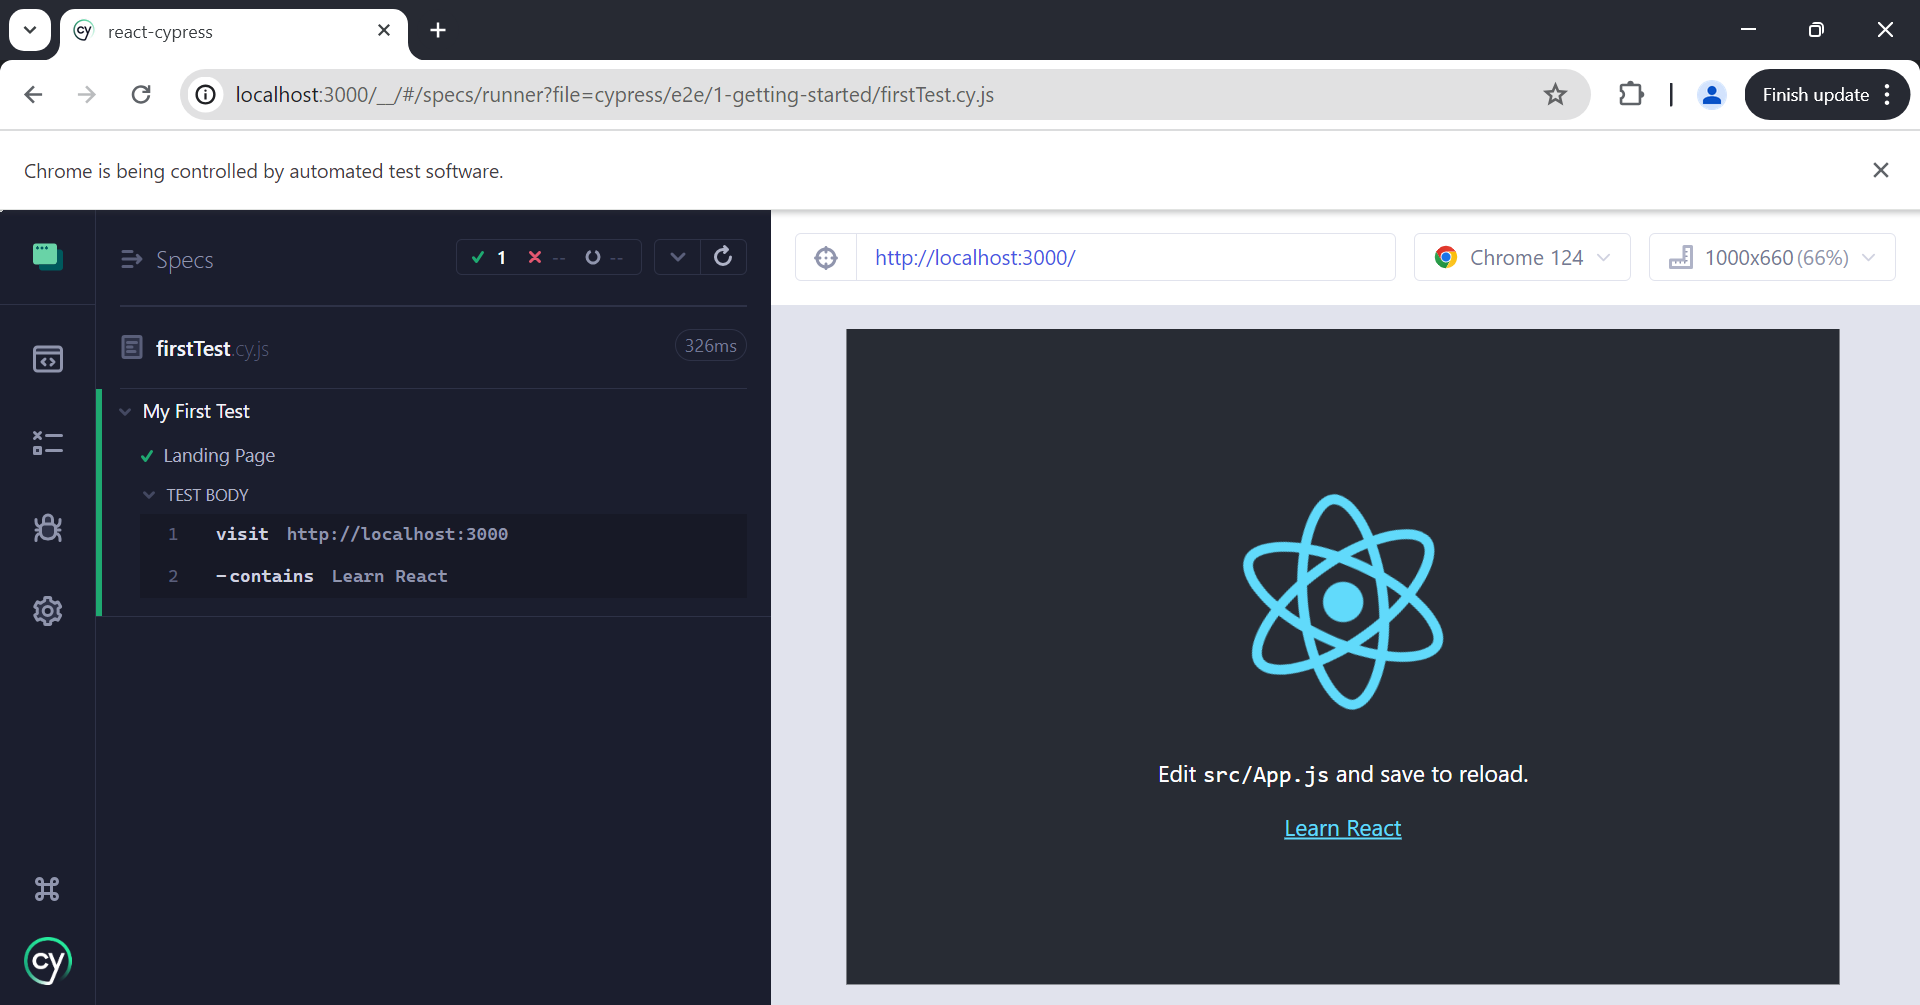 react-cypress
localhost:3000/__/#/specs/runner?file=cypress/e2e/1-getting-started/firstTest.cy.js
Finish update
Chrome is being controlled by automated test software.
Specs
1 -- --
http://localhost:3000/
Chrome 124
1000x660 (66%)
firstTest.cy.js
326ms
My First Test
Landing Page
TEST BODY
1 visit http://localhost:3000
2 -contains Learn React
Edit src/App.js and save to reload.
Learn React
cy